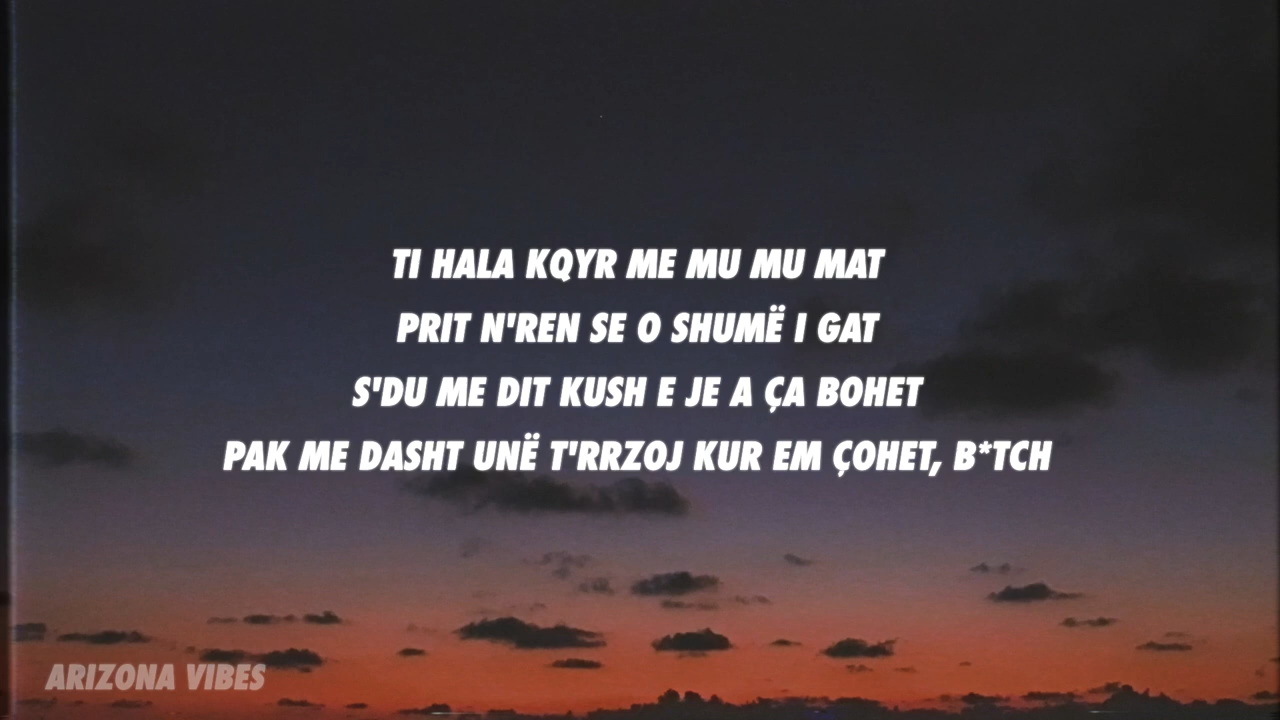 TI HALA KQYR ME MU MU MAT
PRIT N'REN SE O SHUMË I GAT
S'DU ME DIT KUSH E JE A ÇA BOHET
PAK ME DASHT UNË T'RRZOJ KUR EM ÇOHET, B*TCH
ARIZONA VIBES